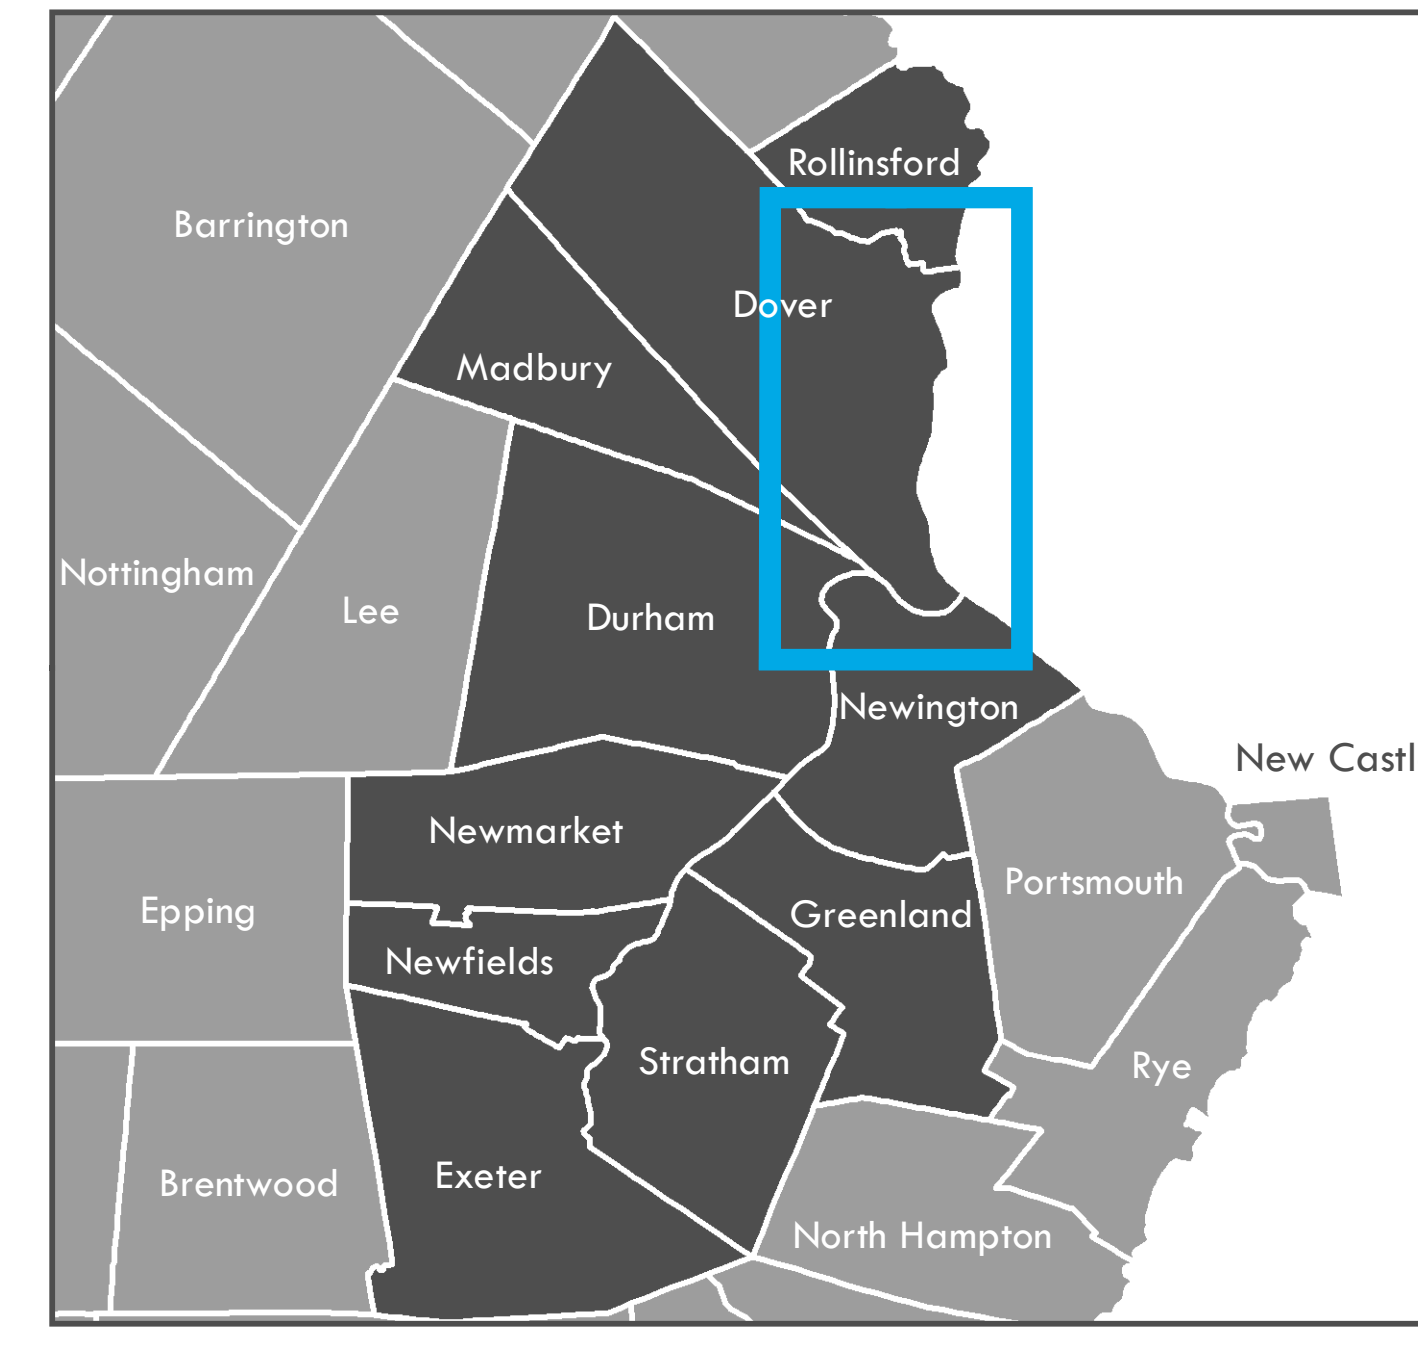 Rollinsford
Barrington
Dover
Madbury
Nottingham
Lee
Durham
Newington
New Castl
Newmarket
Portsmouth
Epping
Greenland
Newfields
Stratham
Rye
Exeter
Brentwood
North Hampton